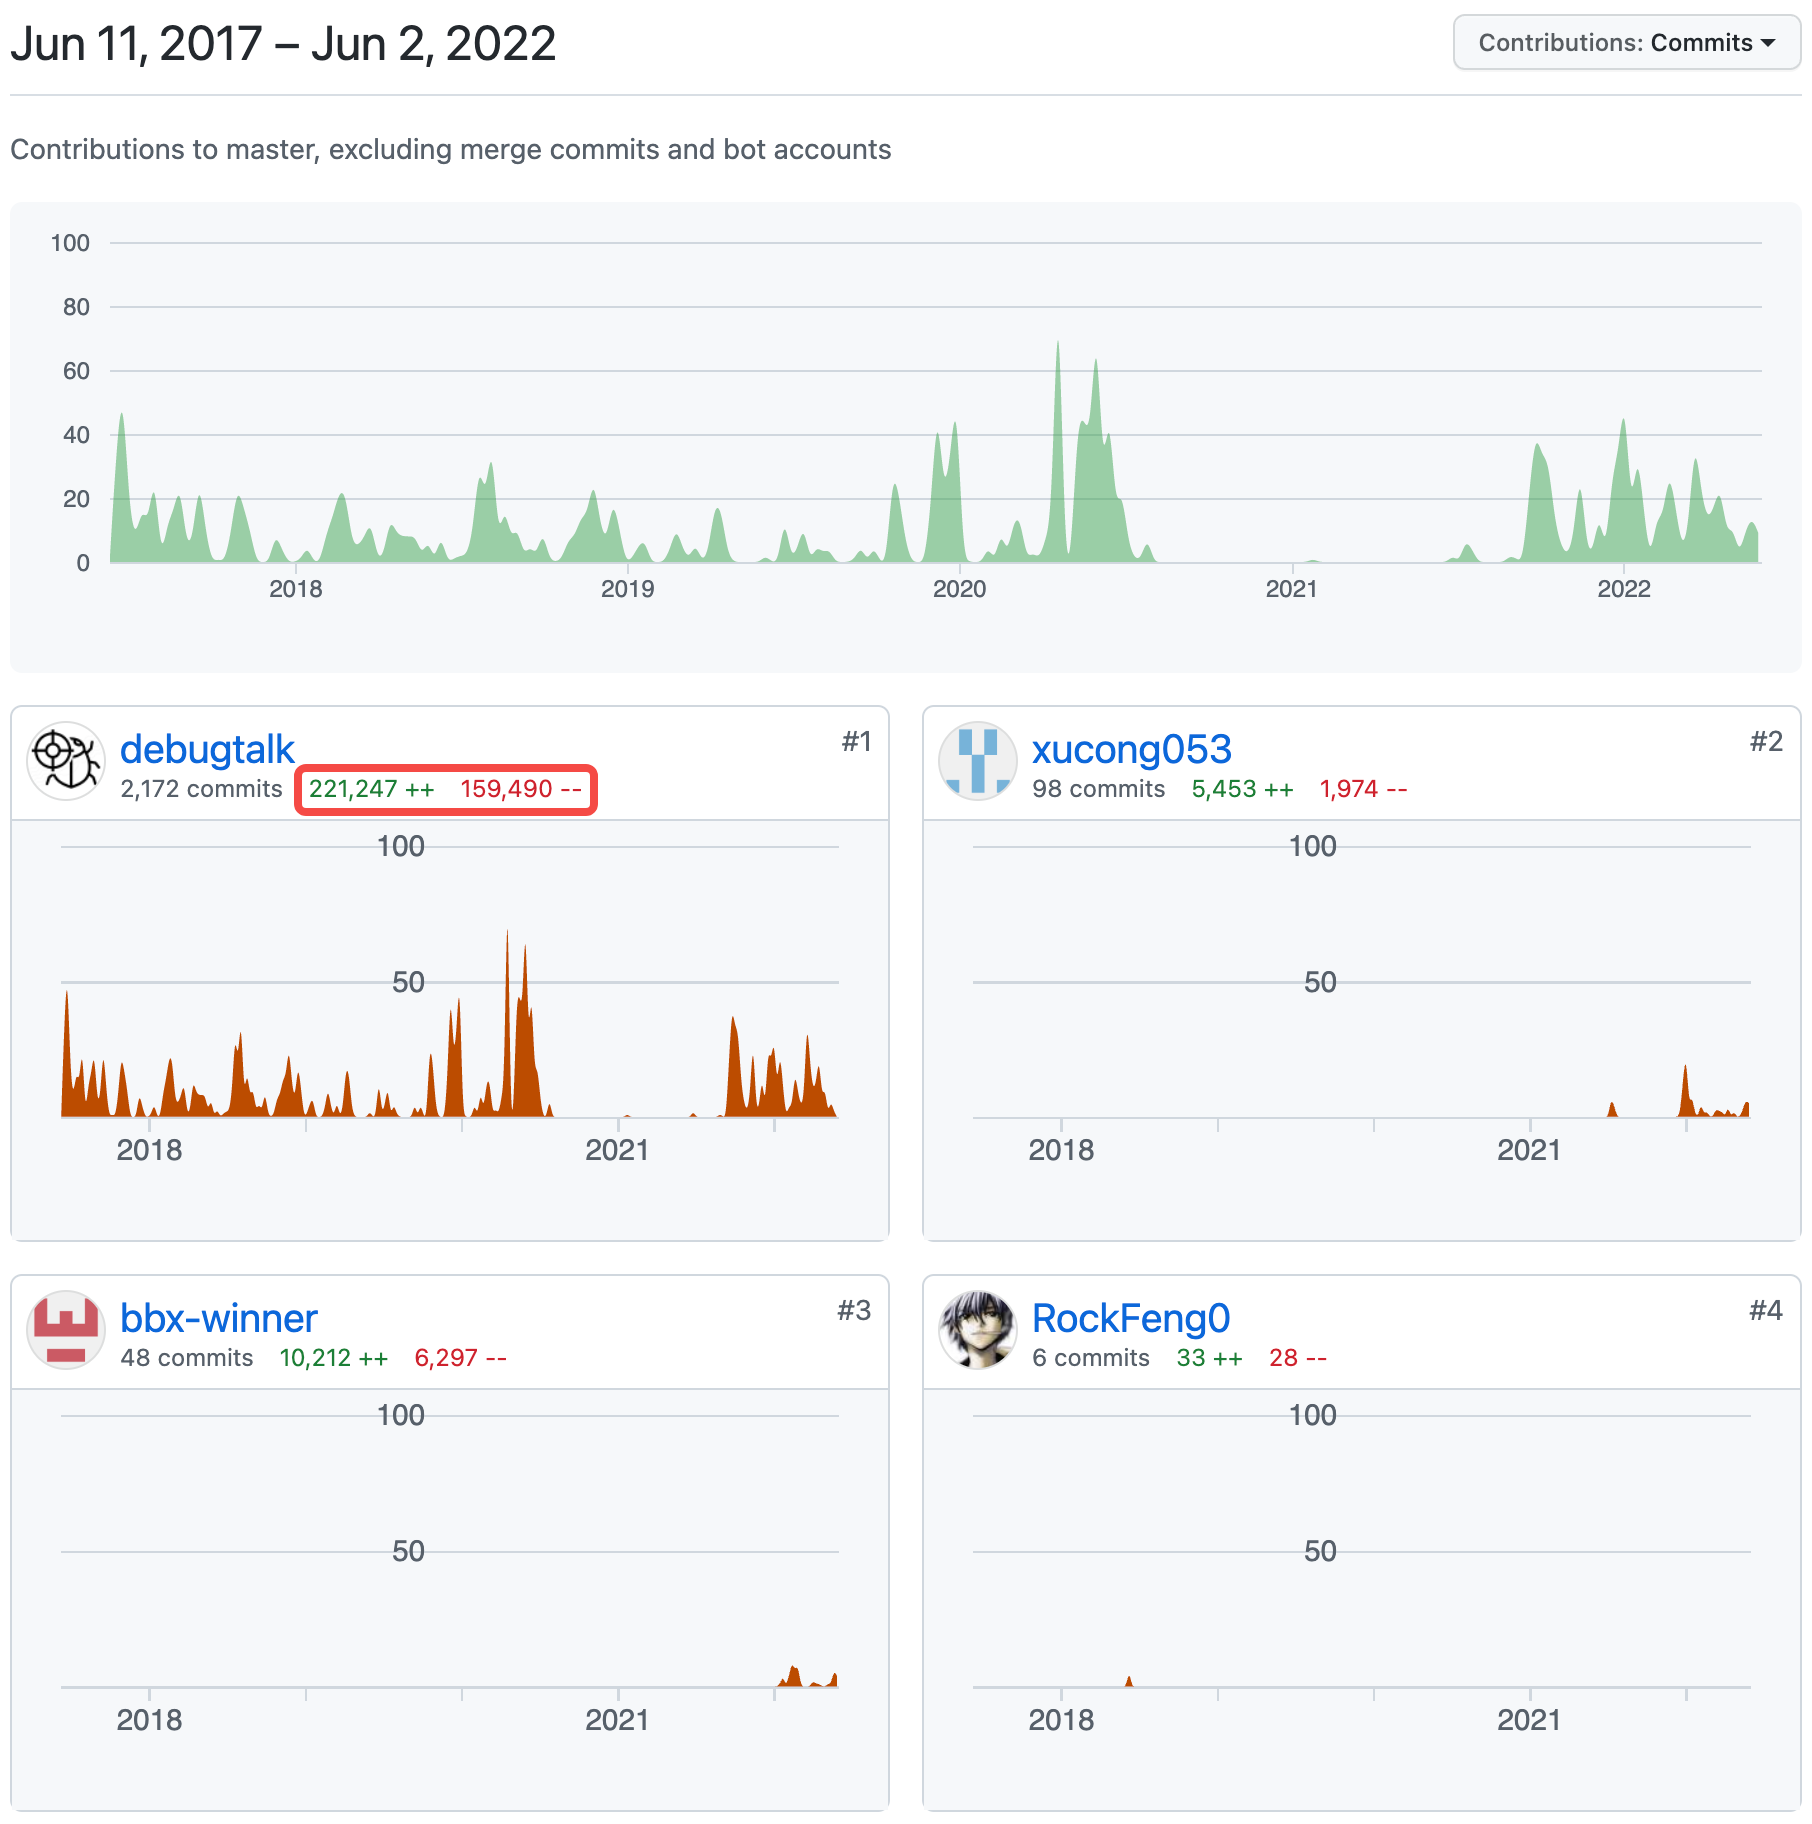 Jun 11, 2017 – Jun 2, 2022
Contributions: Commits
Contributions to master, excluding merge commits and bot accounts
100
80
60
40
20
0
2018 2019 2020 2021 2022
debugtalk #1
2,172 commits 221,247 ++ 159,490 --
100
50
2018 2021
xucong053 #2
98 commits 5,453 ++ 1,974 --
100
50
2018 2021
bbx-winner #3
48 commits 10,212 ++ 6,297 --
100
50
2018 2021
RockFeng0 #4
6 commits 33 ++ 28 --
100
50
2018 2021